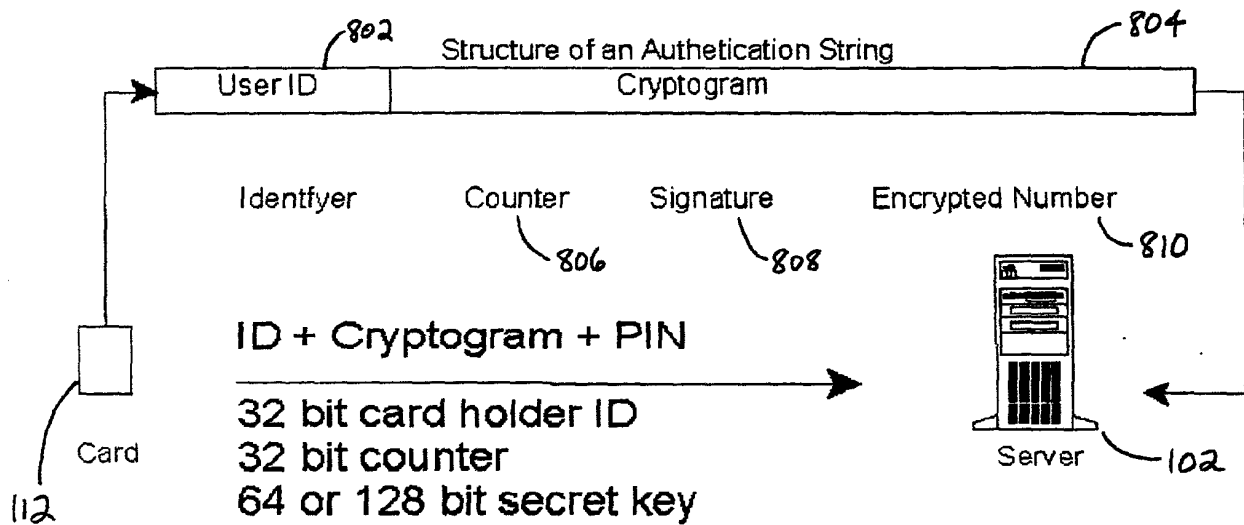 802
Structure of an Authetication String
804
User ID Cryptogram
Identfyer Counter Signature Encrypted Number
806 808 810
ID + Cryptogram + PIN
32 bit card holder ID
32 bit counter
64 or 128 bit secret key
Card
112
Server
102